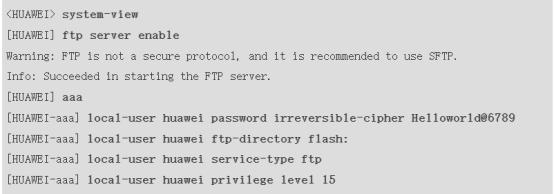 <HUAWEI> system-view
[HUAWEI] ftp server enable
Warning: FTP is not a secure protocol, and it is recommended to use SFTP.
Info: Succeeded in starting the FTP server.
[HUAWEI] aaa
[HUAWEI-aaa] local-user huawei password irreversible-cipher Helloworld@6789
[HUAWEI-aaa] local-user huawei ftp-directory flash:
[HUAWEI-aaa] local-user huawei service-type ftp
[HUAWEI-aaa] local-user huawei privilege level 15